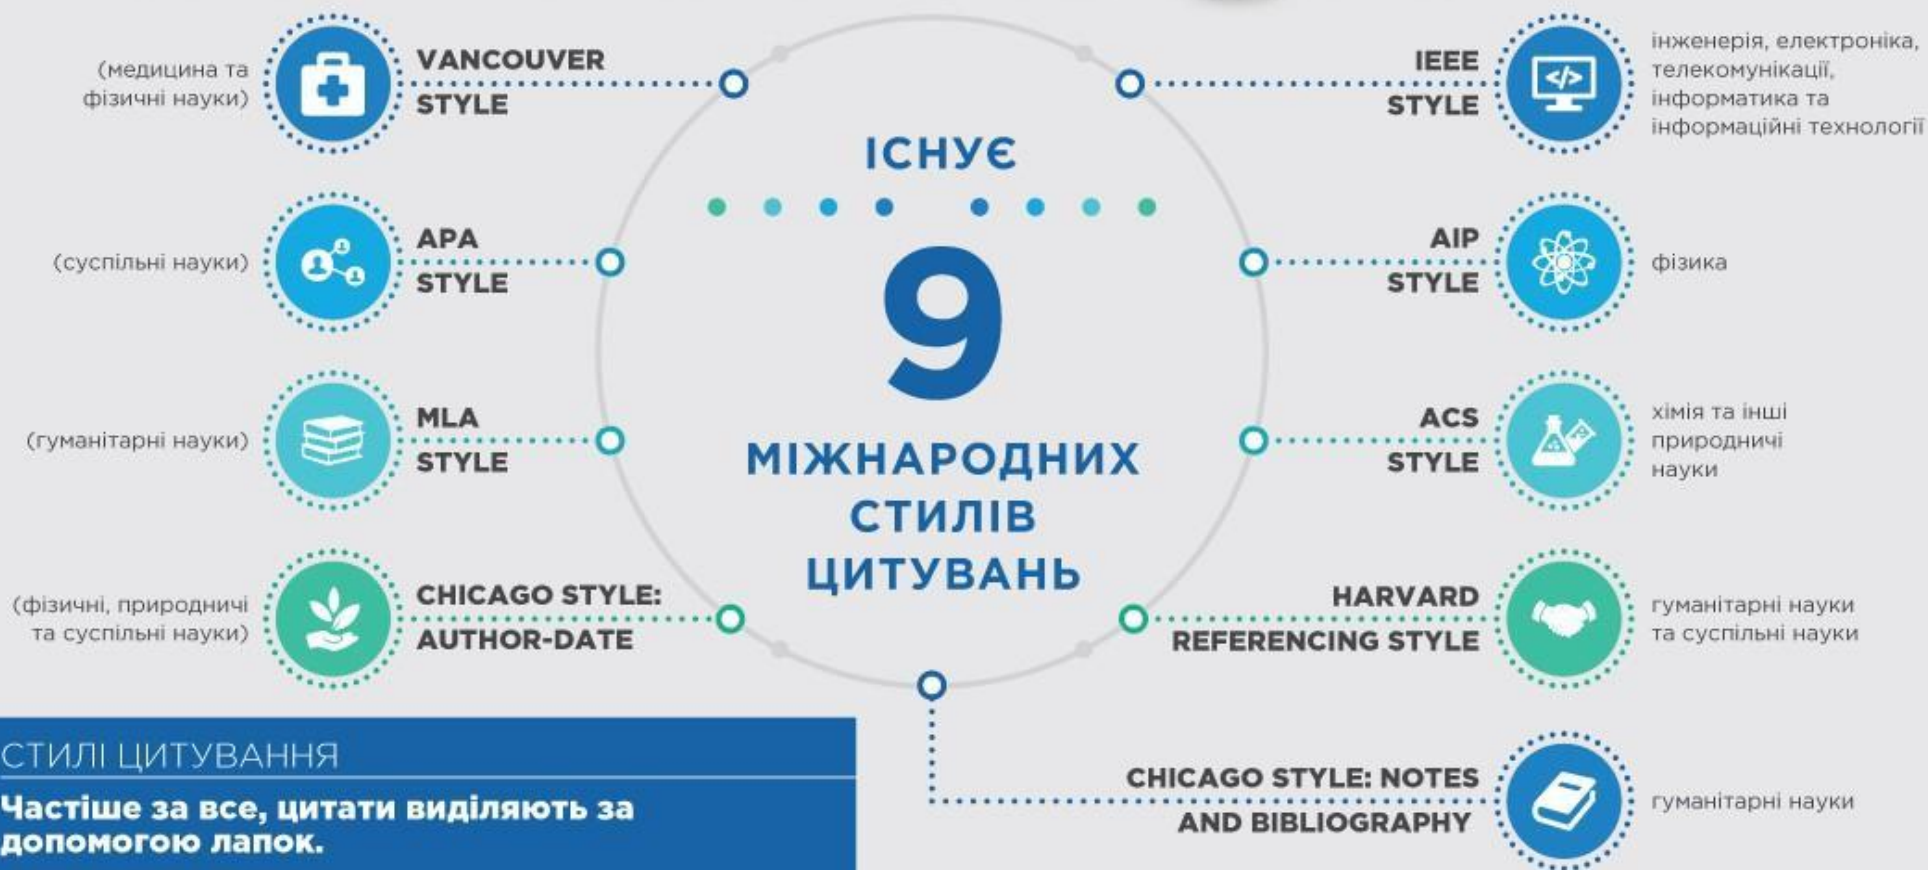 (медицина та
фізичні науки)
VANCOUVER
STYLE
(суспільні науки)
APA
STYLE
(гуманітарні науки)
MLA
STYLE
(фізичні, природничі
та суспільні науки)
CHICAGO STYLE:
AUTHOR-DATE
ІСНУЄ
9
МІЖНАРОДНИХ
СТИЛІВ
ЦИТУВАНЬ
IEEE
STYLE
інженерія, електроніка,
телекомунікації,
інформатика та
інформаційні технології
AIP
STYLE
фізика
ACS
STYLE
хімія та інші
природничі
науки
HARVARD
REFERENCING STYLE
гуманітарні науки
та суспільні науки
CHICAGO STYLE: NOTES
AND BIBLIOGRAPHY
гуманітарні науки
СТИЛІ ЦИТУВАННЯ
Частіше за все, цитати виділяють за
допомогою лапок.